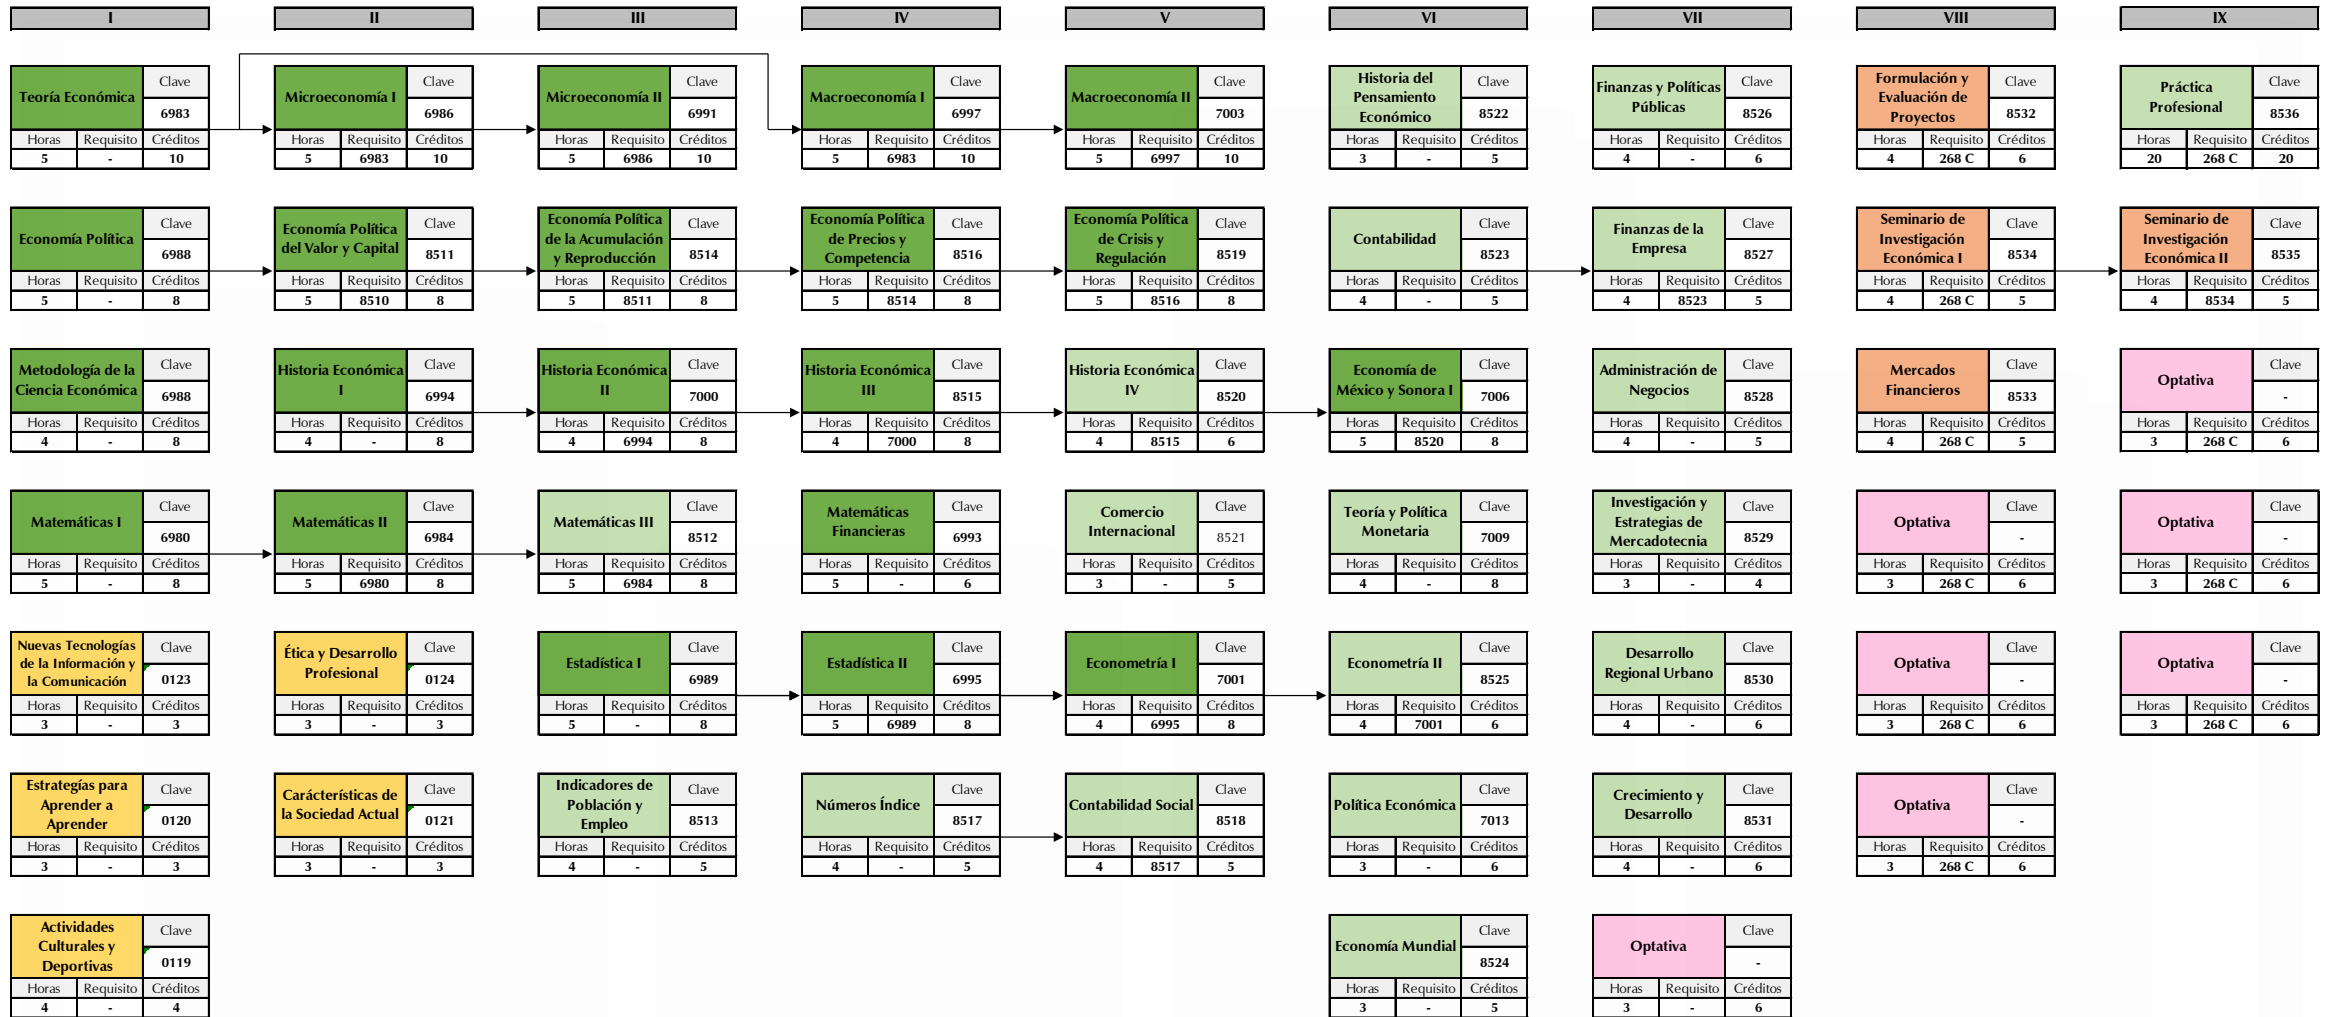 I II III IV V VI VII VIII IX
Teoría Económica
Clave
6983
Horas Requisito Créditos
5 - 10
Microeconomía I
Clave
6986
Horas Requisito Créditos
5 6983 10
Microeconomía II
Clave
6991
Horas Requisito Créditos
5 6986 10
Macroeconomía I
Clave
6997
Horas Requisito Créditos
5 6983 10
Macroeconomía II
Clave
7003
Horas Requisito Créditos
5 6997 10
Historia del
Pensamiento
Económico
Clave
8522
Horas Requisito Créditos
3 - 5
Finanzas y Políticas
Públicas
Clave
8526
Horas Requisito Créditos
4 - 6
Formulación y
Evaluación de
Proyectos
Clave
8532
Horas Requisito Créditos
4 268 C 6
Práctica
Profesional
Clave
8536
Horas Requisito Créditos
20 268 C 20
Economía Política
Clave
6988
Horas Requisito Créditos
5 - 8
Economía Política
del Valor y Capital
Clave
8511
Horas Requisito Créditos
5 8510 8
Economía Política
de la Acumulación
y Reproducción
Clave
8514
Horas Requisito Créditos
5 8511 8
Economía Política
de Precios y
Competencia
Clave
8516
Horas Requisito Créditos
5 8514 8
Economía Política
de Crisis y
Regulación
Clave
8519
Horas Requisito Créditos
5 8516 8
Contabilidad
Clave
8523
Horas Requisito Créditos
4 - 5
Finanzas de la
Empresa
Clave
8527
Horas Requisito Créditos
4 8523 5
Seminario de
Investigación
Económica I
Clave
8534
Horas Requisito Créditos
4 268 C 5
Seminario de
Investigación
Económica II
Clave
8535
Horas Requisito Créditos
4 8534 5
Metodología de la
Ciencia Económica
Clave
6988
Horas Requisito Créditos
4 - 8
Historia Económica
I
Clave
6994
Horas Requisito Créditos
4 - 8
Historia Económica
II
Clave
7000
Horas Requisito Créditos
4 6994 8
Historia Económica
III
Clave
8515
Horas Requisito Créditos
4 7000 8
Historia Económica
IV
Clave
8520
Horas Requisito Créditos
4 8515 6
Economía de
México y Sonora I
Clave
7006
Horas Requisito Créditos
5 8520 8
Administración de
Negocios
Clave
8528
Horas Requisito Créditos
4 - 5
Mercados
Financieros
Clave
8533
Horas Requisito Créditos
4 268 C 5
Optativa
Clave
-
Horas Requisito Créditos
3 268 C 6
Matemáticas I
Clave
6980
Horas Requisito Créditos
5 - 8
Matemáticas II
Clave
6984
Horas Requisito Créditos
5 6980 8
Matemáticas III
Clave
8512
Horas Requisito Créditos
5 6984 8
Matemáticas
Financieras
Clave
6993
Horas Requisito Créditos
5 - 6
Comercio
Internacional
Clave
8521
Horas Requisito Créditos
3 - 5
Teoría y Política
Monetaria
Clave
7009
Horas Requisito Créditos
4 - 8
Investigación y
Estrategias de
Mercadotecnia
Clave
8529
Horas Requisito Créditos
3 - 4
Optativa
Clave
-
Horas Requisito Créditos
3 268 C 6
Optativa
Clave
-
Horas Requisito Créditos
3 268 C 6
Nuevas Tecnologías
de la Información y
la Comunicación
Clave
0123
Horas Requisito Créditos
3 - 3
Ética y Desarrollo
Profesional
Clave
0124
Horas Requisito Créditos
3 - 3
Estadística I
Clave
6989
Horas Requisito Créditos
5 - 8
Estadística II
Clave
6995
Horas Requisito Créditos
5 6989 8
Econometría I
Clave
7001
Horas Requisito Créditos
4 6995 8
Econometría II
Clave
8525
Horas Requisito Créditos
4 7001 6
Desarrollo
Regional Urbano
Clave
8530
Horas Requisito Créditos
4 - 6
Optativa
Clave
-
Horas Requisito Créditos
3 268 C 6
Optativa
Clave
-
Horas Requisito Créditos
3 268 C 6
Estrategías para
Aprender a
Aprender
Clave
0120
Horas Requisito Créditos
3 - 3
Carácterísticas de
la Sociedad Actual
Clave
0121
Horas Requisito Créditos
3 - 3
Indicadores de
Población y
Empleo
Clave
8513
Horas Requisito Créditos
4 - 5
Números Índice
Clave
8517
Horas Requisito Créditos
4 - 5
Contabilidad Social
Clave
8518
Horas Requisito Créditos
4 8517 5
Política Económica
Clave
7013
Horas Requisito Créditos
3 - 6
Crecimiento y
Desarrollo
Clave
8531
Horas Requisito Créditos
4 - 6
Optativa
Clave
-
Horas Requisito Créditos
3 268 C 6
Actividades
Culturales y
Deportivas
Clave
0119
Horas Requisito Créditos
4 - 4
Economía Mundial
Clave
8524
Horas Requisito Créditos
3 - 5
Optativa
Clave
-
Horas Requisito Créditos
3 - 6